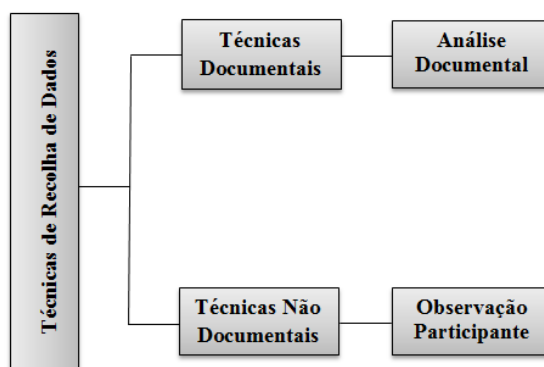 Técnicas de Recolha de Dados
Técnicas
Documentais
Análise
Documental
Técnicas Não
Documentais
Observação
Participante